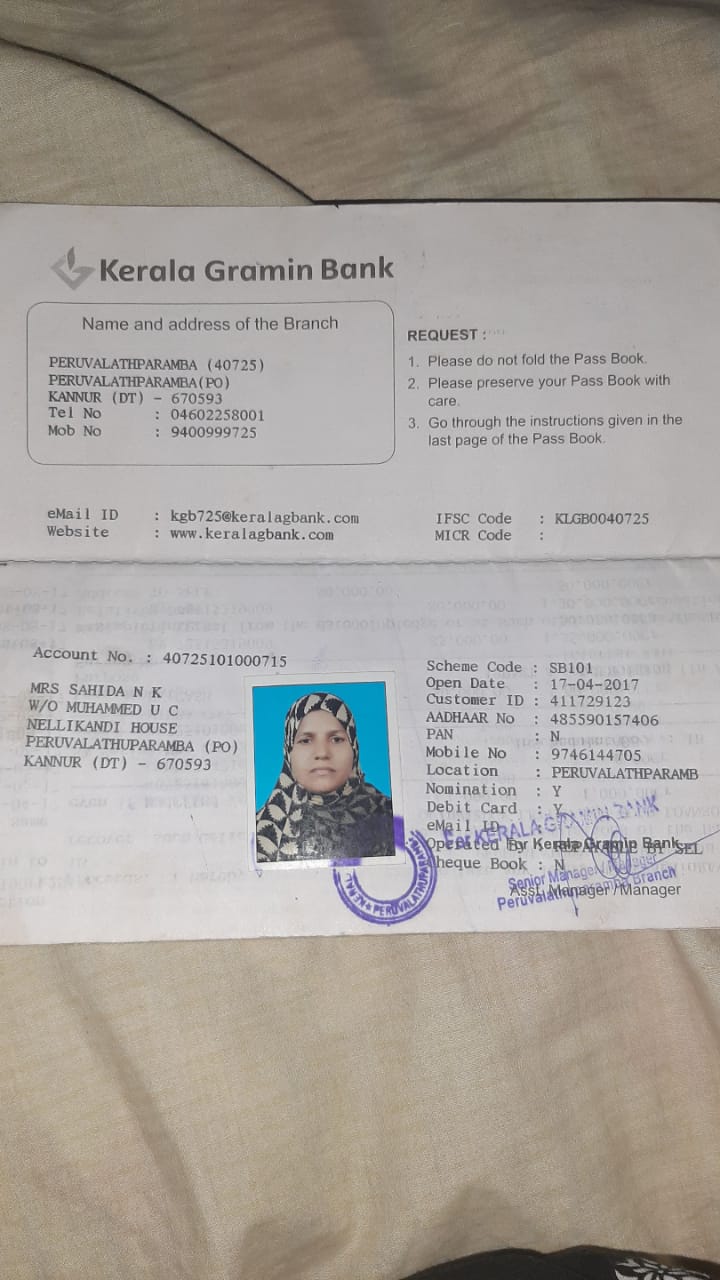 Kerala Gramin Bank
Name and address of the Branch
PERUVALATHPARAMBA (40725)
PERUVALATHPARAMBA(PO)
KANNUR (DT) - 670593
Tel No : 04602258001
Mob No : 9400999725
REQUEST :
1. Please do not fold the Pass Book.
2. Please preserve your Pass Book with
care.
3. Go through the instructions given in the
last page of the Pass Book.
eMail ID : kgb725@keralagbank.com
Website : www.keralagbank.com
IFSC Code : KLGB0040725
MICR Code :
Account No. : 40725101000715
MRS SAHIDA N K
W/O MUHAMMED U C
NELLIKANDI HOUSE
PERUVALATHUPARAMBA (PO)
KANNUR (DT) - 670593
Scheme Code : SB101
Open Date : 17-04-2017
Customer ID : 411729123
AADHAAR No : 485590157406
PAN : N
Mobile No : 9746144705
Location : PERUVALATHPARAMB
Nomination : Y
Debit Card : Y
eMail ID
For KERALA GRAMIN BANK
Operated By BY SEL
For Kerala Gramin Bank
Cheque Book : N
Senior Manager / Manager
Peruvalathuparamba Branch
Asst. Manager / Manager